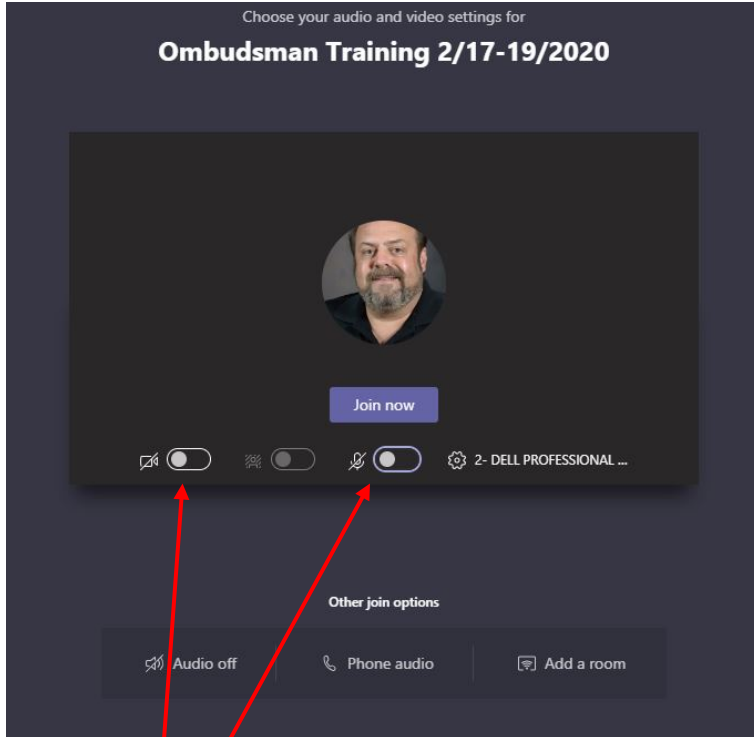 Choose your audio and video settings for
Ombudsman Training 2/17-19/2020
Join now
2- DELL PROFESSIONAL ...
Other join options
Audio off
Phone audio
Add a room